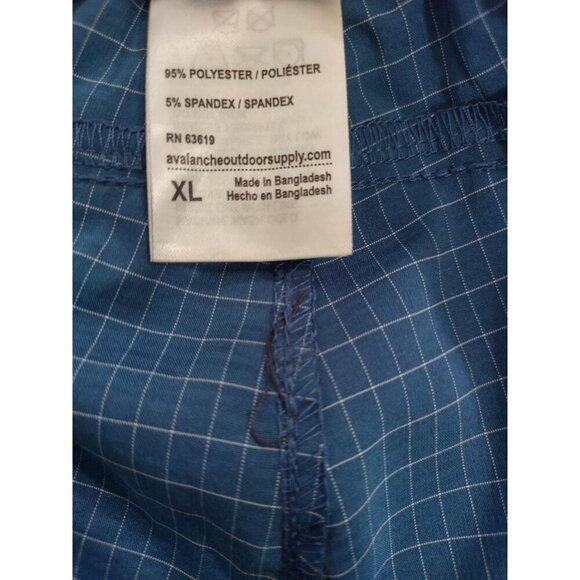 95% POLYESTER / POLIÉSTER
5% SPANDEX / SPANDEX
RN 63619
avalancheoutdoorsupply.com
XL Made in Bangladesh
Hecho en Bangladesh